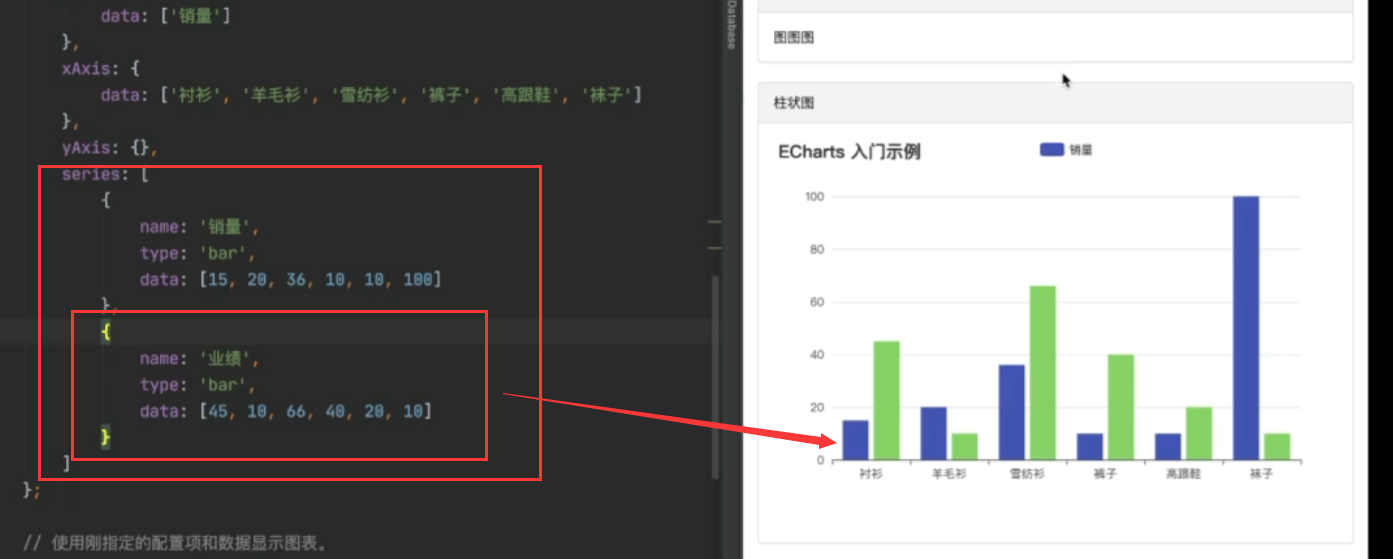 data: ['销量']
},
xAxis: {
data: ['衬衫', '羊毛衫', '雪纺衫', '裤子', '高跟鞋', '袜子']
},
yAxis: {},
series: [
{
name: '销量',
type: 'bar',
data: [15, 20, 36, 10, 10, 100]
},
{
name: '业绩',
type: 'bar',
data: [45, 10, 66, 40, 20, 10]
}
]
};
// 使用刚指定的配置项和数据显示图表。
Database
图图图
柱状图
ECharts 入门示例
销量
100
80
60
40
20
0
衬衫 羊毛衫 雪纺衫 裤子 高跟鞋 袜子